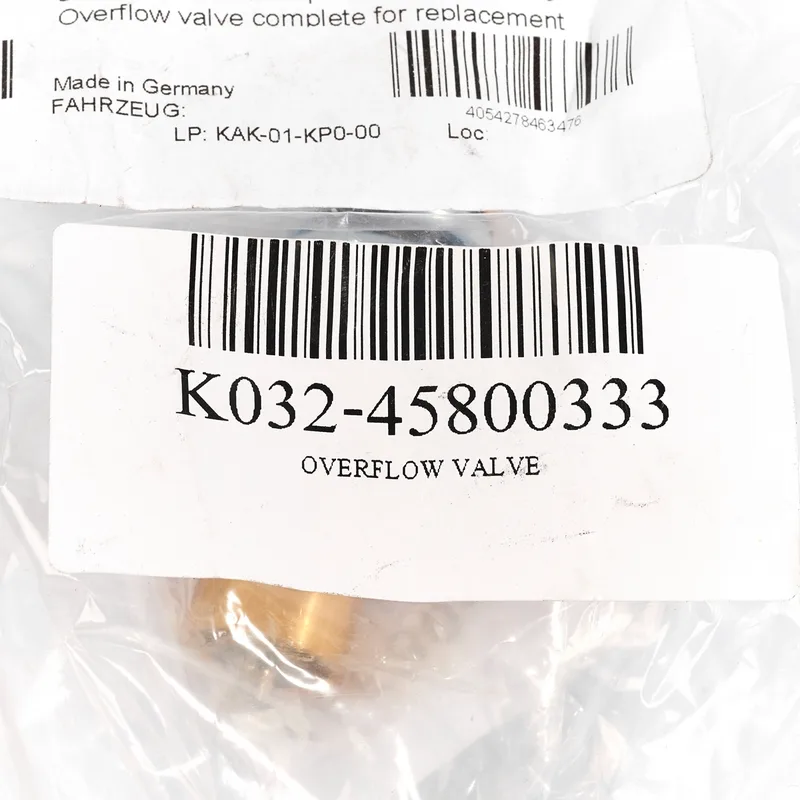 Overflow valve complete for replacement
Made in Germany
FAHRZEUG:
4054278463476
LP: KAK-01-KP0-00 Loc:
K032-45800333
OVERFLOW VALVE